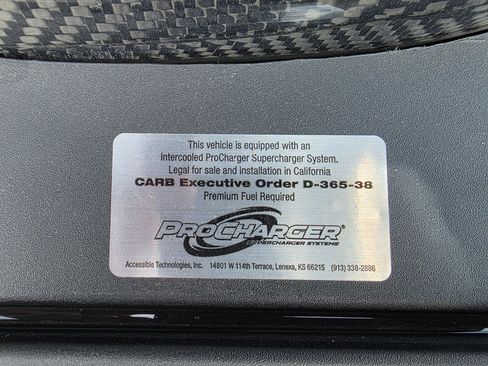 This vehicle is equipped with an
Intercooled ProCharger Supercharger System.
Legal for sale and installation in California
CARB Executive Order D-365-38
Premium Fuel Required
PROCHARGER®
SUPERCHARGER SYSTEMS
Accessible Technologies, Inc. 14801 W 114th Terrace, Lenexa, KS 66215 (913) 338-2886